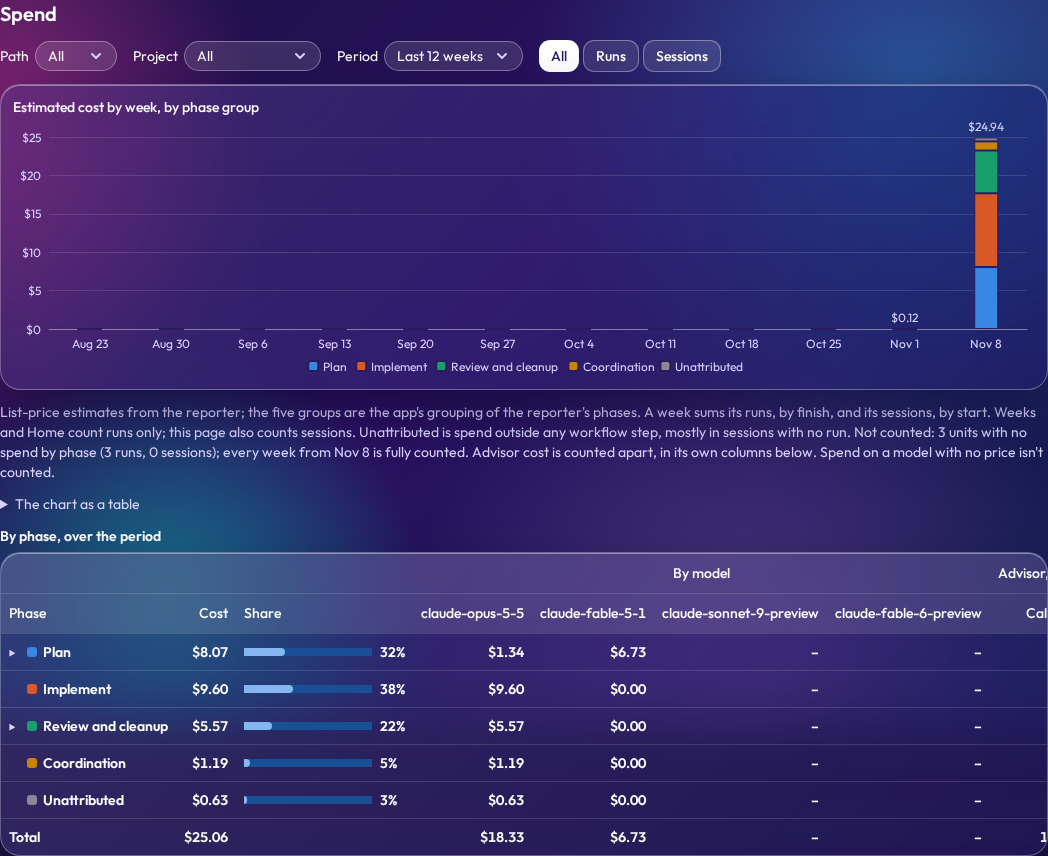 Spend
Path All Project All Period Last 12 weeks All Runs Sessions
Estimated cost by week, by phase group
$24.94
$25
$20
$15
$10
$5
$0.12
$0
Aug 23 Aug 30 Sep 6 Sep 13 Sep 20 Sep 27 Oct 4 Oct 11 Oct 18 Oct 25 Nov 1 Nov 8
Plan Implement Review and cleanup Coordination Unattributed
List-price estimates from the reporter; the five groups are the app's grouping of the reporter's phases. A week sums its runs, by finish, and its sessions, by start. Weeks
and Home count runs only; this page also counts sessions. Unattributed is spend outside any workflow step, mostly in sessions with no run. Not counted: 3 units with no
spend by phase (3 runs, 0 sessions); every week from Nov 8 is fully counted. Advisor cost is counted apart, in its own columns below. Spend on a model with no price isn't
counted.
The chart as a table
By phase, over the period
By model Advisor,
Phase Cost Share claude-opus-5-5 claude-fable-5-1 claude-sonnet-9-preview claude-fable-6-preview Cal
Plan $8.07 32% $1.34 $6.73 – –
Implement $9.60 38% $9.60 $0.00 – –
Review and cleanup $5.57 22% $5.57 $0.00 – –
Coordination $1.19 5% $1.19 $0.00 – –
Unattributed $0.63 3% $0.63 $0.00 – –
Total $25.06 $18.33 $6.73 – – 1